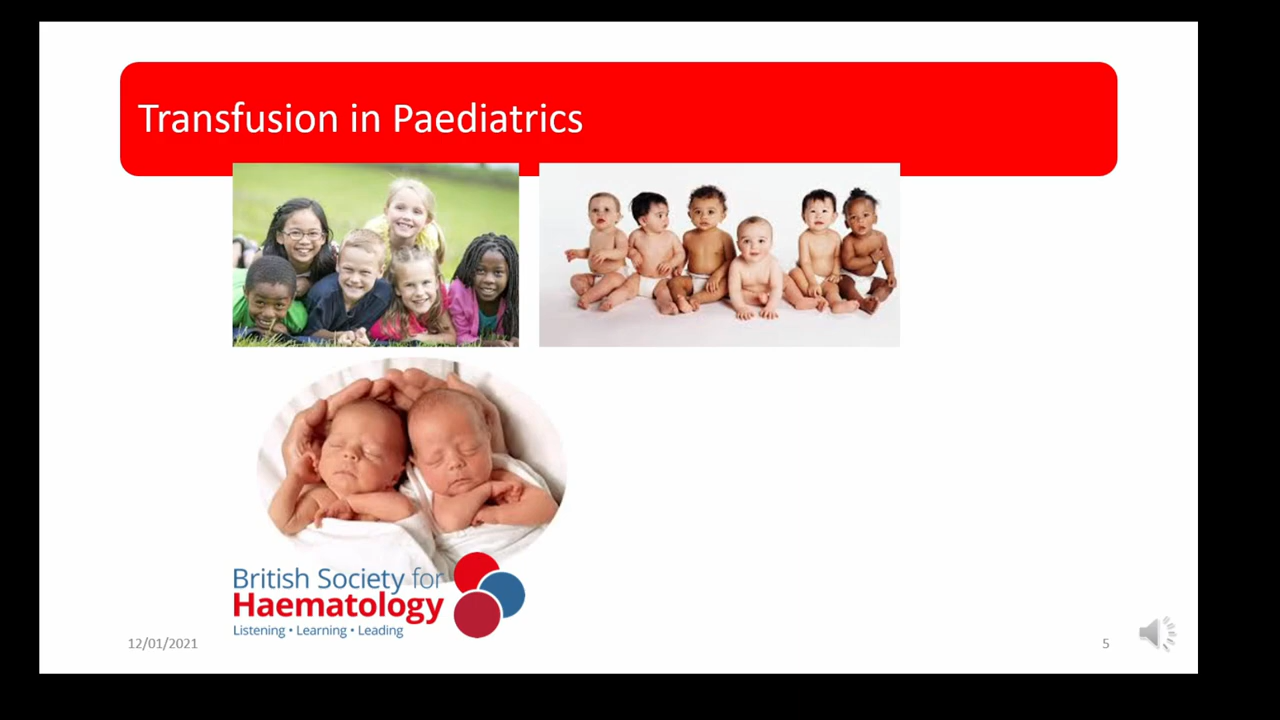 Transfusion in Paediatrics
British Society for
Haematology
Listening • Learning • Leading
12/01/2021
5